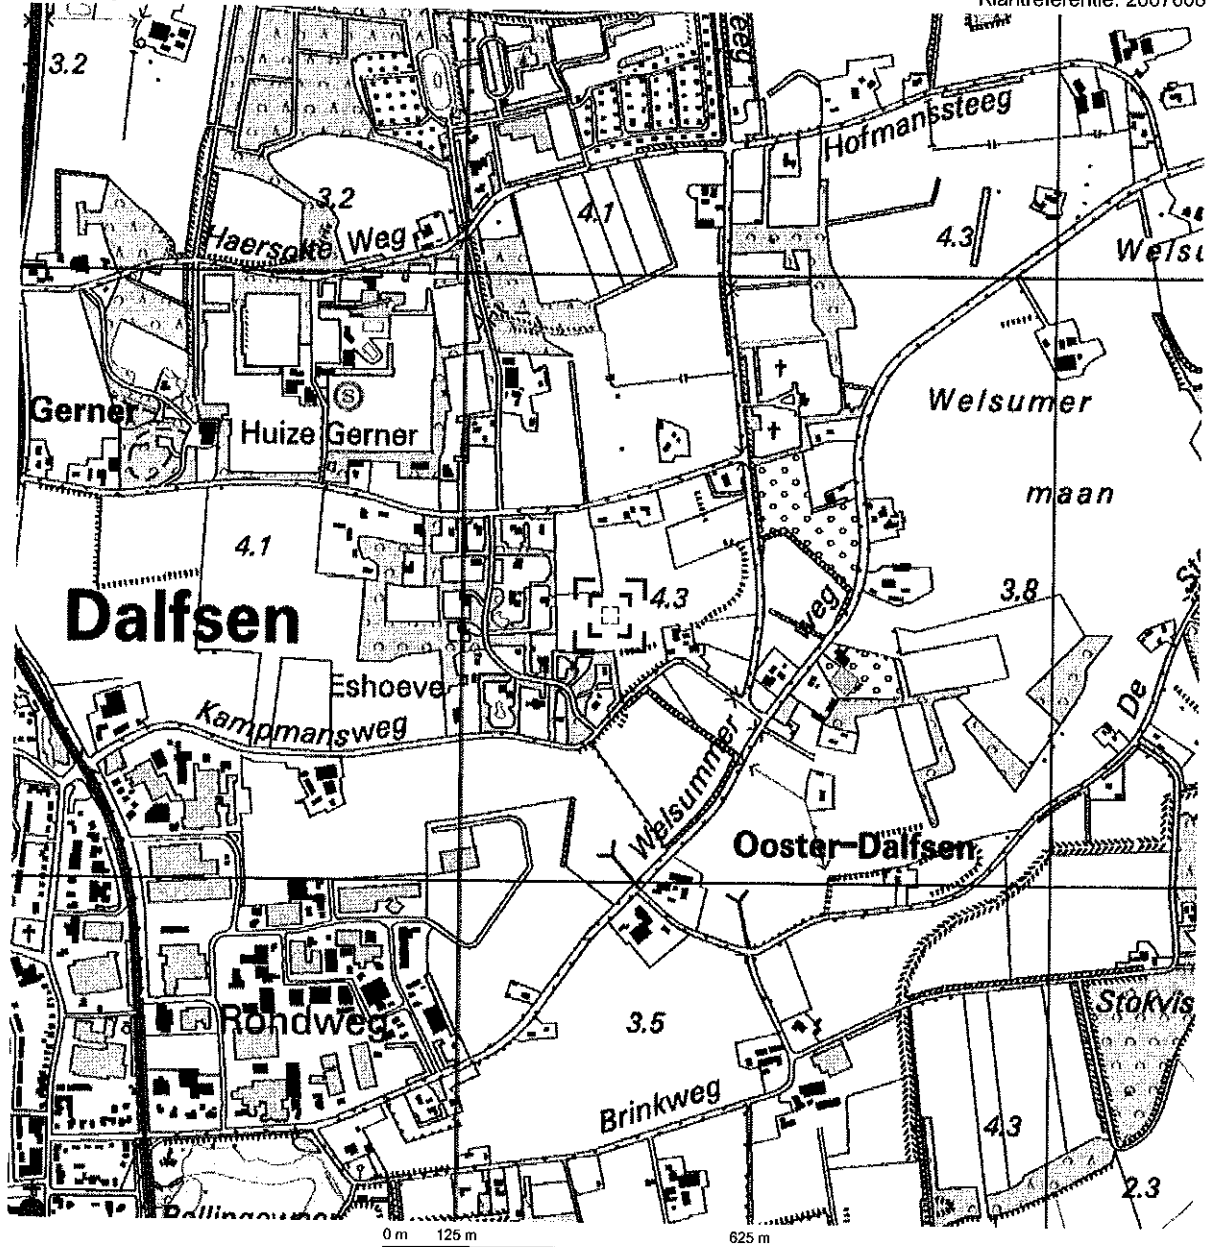 3.2
3.2
4.1
Hofmanssteeg
4.3
Haersolte Weg
Gerner
S
Huize Gerner
Welsumer
maan
4.1
Dalfsen
4.3
weg
3.8
Eshoeve
Kampmansweg
De
Welsummer
Ooster-Dalfsen
Rondweg
3.5
Stokvis
Brinkweg
4.3
2.3
0 m 125 m 625 m